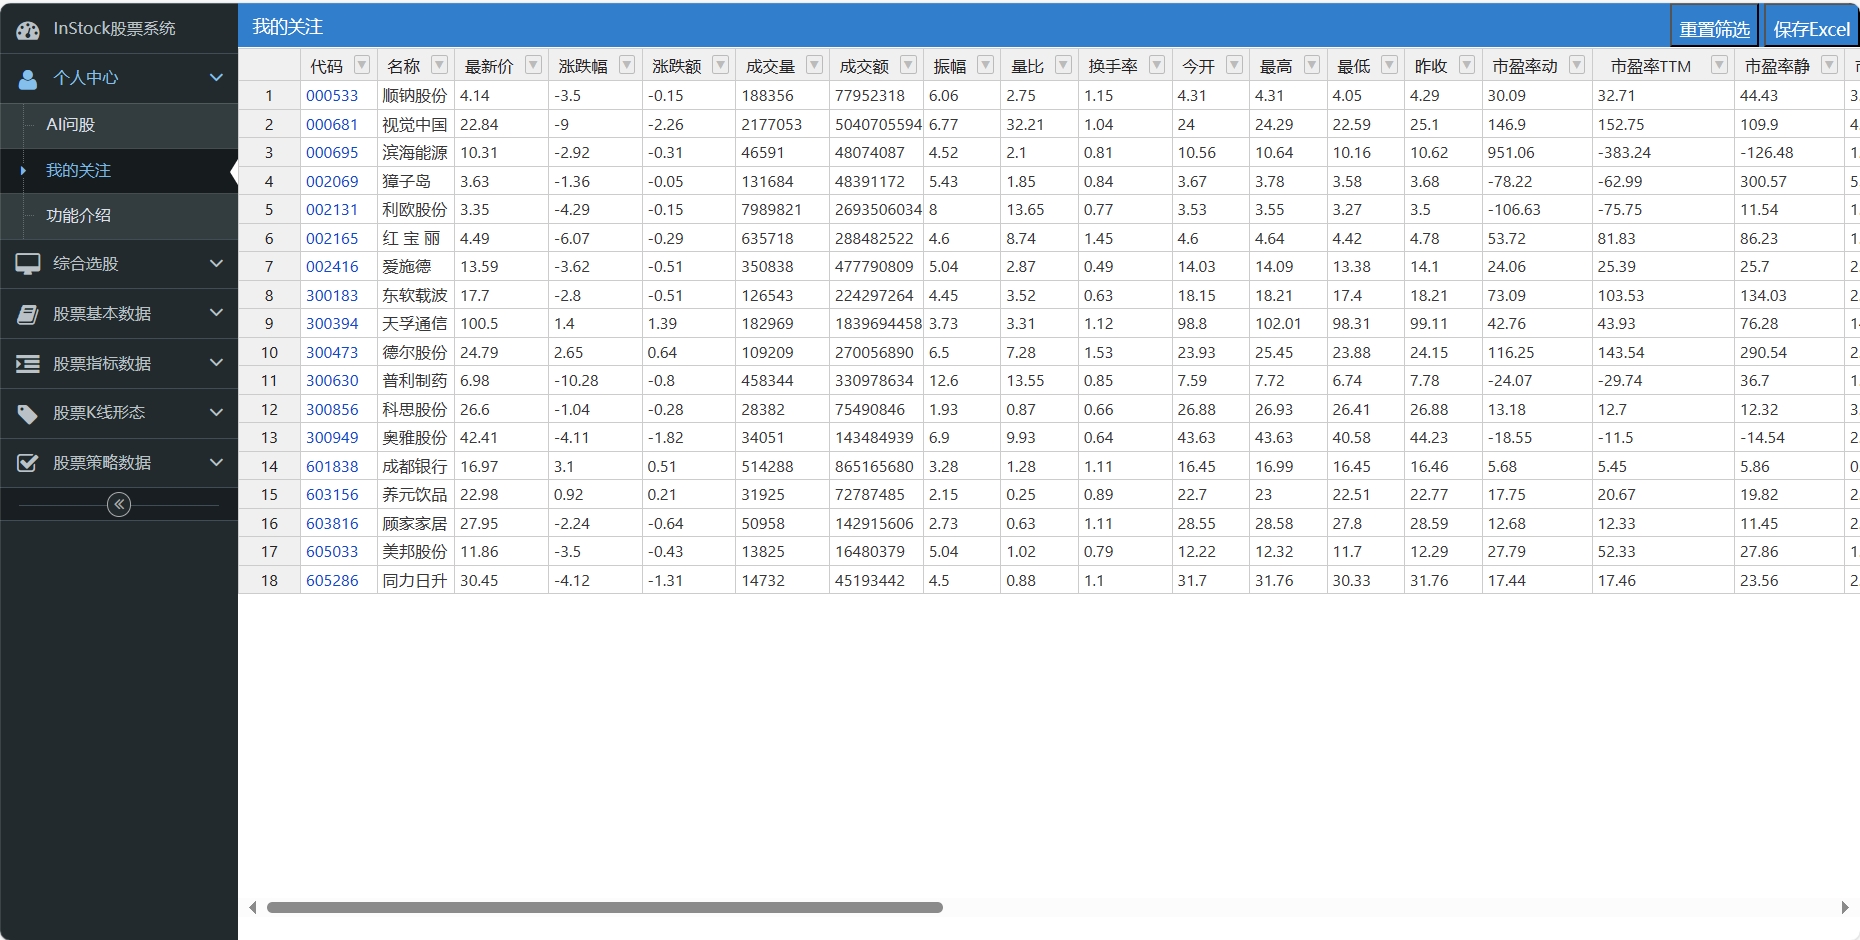 InStock股票系统
个人中心
AI问股
我的关注
功能介绍
综合选股
股票基本数据
股票指标数据
股票K线形态
股票策略数据
我的关注 重置筛选 保存Excel
代码 名称 最新价 涨跌幅 涨跌额 成交量 成交额 振幅 量比 换手率 今开 最高 最低 昨收 市盈率动 市盈率TTM 市盈率静
1 000533 顺钠股份 4.14 -3.5 -0.15 188356 77952318 6.06 2.75 1.15 4.31 4.31 4.05 4.29 30.09 32.71 44.43
2 000681 视觉中国 22.84 -9 -2.26 2177053 5040705594 6.77 32.21 1.04 24 24.29 22.59 25.1 146.9 152.75 109.9
3 000695 滨海能源 10.31 -2.92 -0.31 46591 48074087 4.52 2.1 0.81 10.56 10.64 10.16 10.62 951.06 -383.24 -126.48
4 002069 獐子岛 3.63 -1.36 -0.05 131684 48391172 5.43 1.85 0.84 3.67 3.78 3.58 3.68 -78.22 -62.99 300.57
5 002131 利欧股份 3.35 -4.29 -0.15 7989821 2693506034 8 13.65 0.77 3.53 3.55 3.27 3.5 -106.63 -75.75 11.54
6 002165 红 宝 丽 4.49 -6.07 -0.29 635718 288482522 4.6 8.74 1.45 4.6 4.64 4.42 4.78 53.72 81.83 86.23
7 002416 爱施德 13.59 -3.62 -0.51 350838 477790809 5.04 2.87 0.49 14.03 14.09 13.38 14.1 24.06 25.39 25.7
8 300183 东软载波 17.7 -2.8 -0.51 126543 224297264 4.45 3.52 0.63 18.15 18.21 17.4 18.21 73.09 103.53 134.03
9 300394 天孚通信 100.5 1.4 1.39 182969 1839694458 3.73 3.31 1.12 98.8 102.01 98.31 99.11 42.76 43.93 76.28
10 300473 德尔股份 24.79 2.65 0.64 109209 270056890 6.5 7.28 1.53 23.93 25.45 23.88 24.15 116.25 143.54 290.54
11 300630 普利制药 6.98 -10.28 -0.8 458344 330978634 12.6 13.55 0.85 7.59 7.72 6.74 7.78 -24.07 -29.74 36.7
12 300856 科思股份 26.6 -1.04 -0.28 28382 75490846 1.93 0.87 0.66 26.88 26.93 26.41 26.88 13.18 12.7 12.32
13 300949 奥雅股份 42.41 -4.11 -1.82 34051 143484939 6.9 9.93 0.64 43.63 43.63 40.58 44.23 -18.55 -11.5 -14.54
14 601838 成都银行 16.97 3.1 0.51 514288 865165680 3.28 1.28 1.11 16.45 16.99 16.45 16.46 5.68 5.45 5.86
15 603156 养元饮品 22.98 0.92 0.21 31925 72787485 2.15 0.25 0.89 22.7 23 22.51 22.77 17.75 20.67 19.82
16 603816 顾家家居 27.95 -2.24 -0.64 50958 142915606 2.73 0.63 1.11 28.55 28.58 27.8 28.59 12.68 12.33 11.45
17 605033 美邦股份 11.86 -3.5 -0.43 13825 16480379 5.04 1.02 0.79 12.22 12.32 11.7 12.29 27.79 52.33 27.86
18 605286 同力日升 30.45 -4.12 -1.31 14732 45193442 4.5 0.88 1.1 31.7 31.76 30.33 31.76 17.44 17.46 23.56